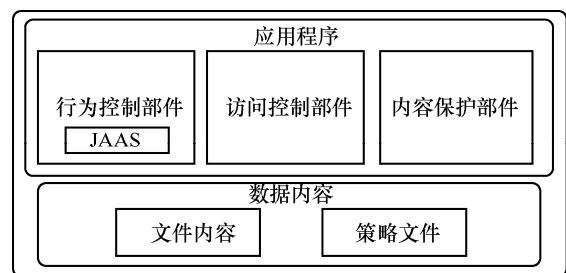 应用程序
行为控制部件
访问控制部件
内容保护部件
JAAS
数据内容
文件内容
策略文件